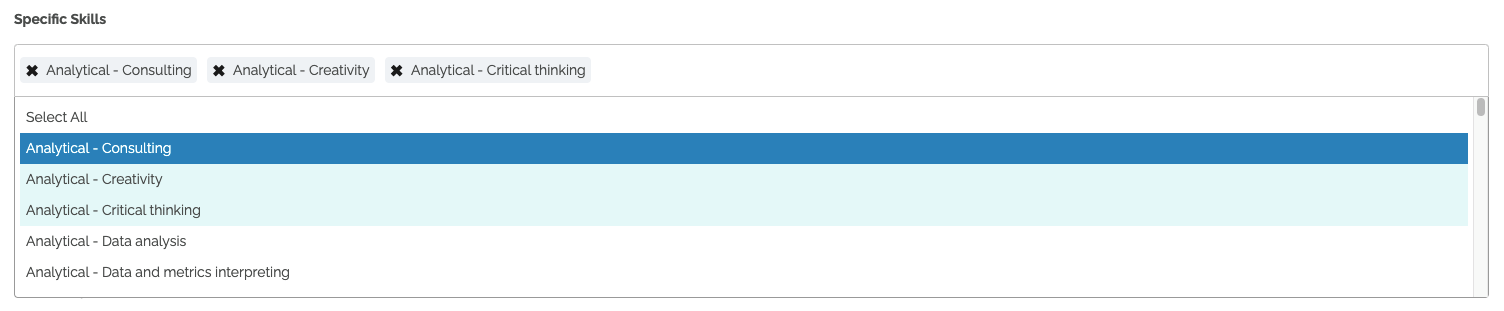 Specific Skills
✖ Analytical - Consulting ✖ Analytical - Creativity ✖ Analytical - Critical thinking
Select All
Analytical - Consulting
Analytical - Creativity
Analytical - Critical thinking
Analytical - Data analysis
Analytical - Data and metrics interpreting